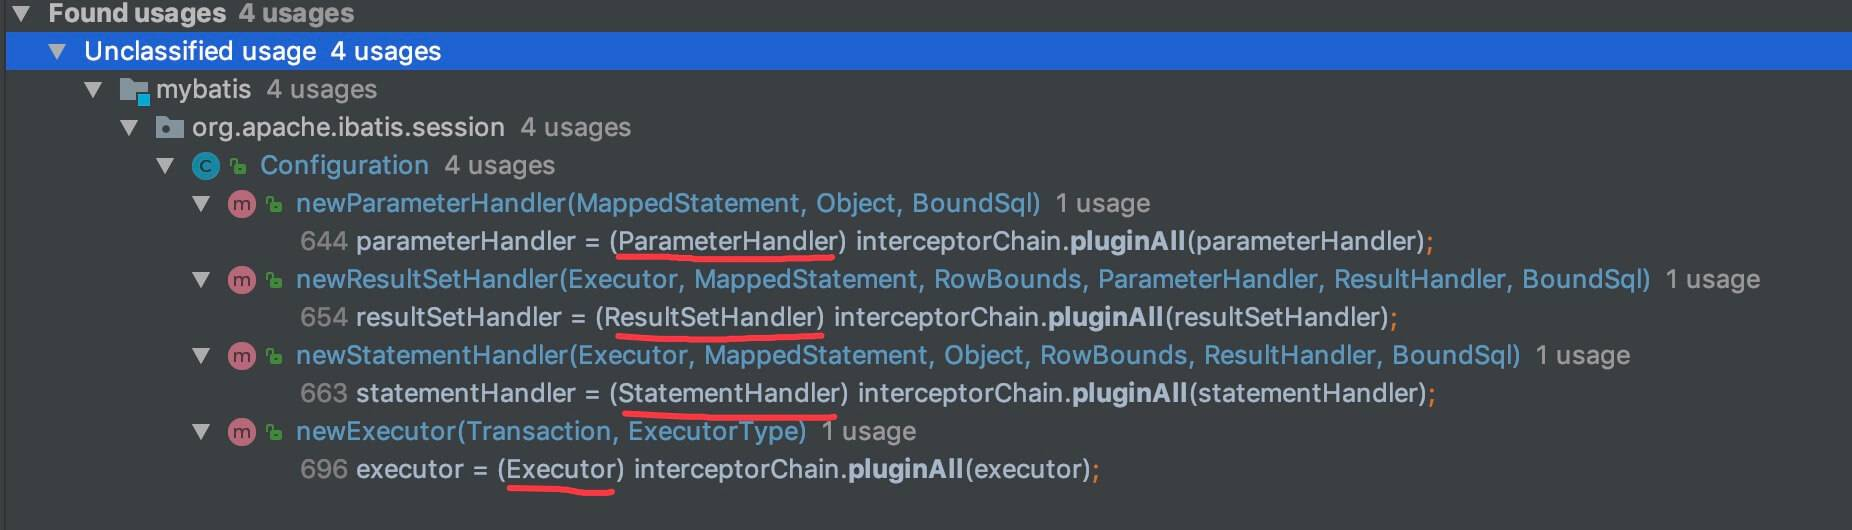 Found usages 4 usages
Unclassified usage 4 usages
mybatis 4 usages
org.apache.ibatis.session 4 usages
C Configuration 4 usages
m newParameterHandler(MappedStatement, Object, BoundSql) 1 usage
644 parameterHandler = (ParameterHandler) interceptorChain.pluginAll(parameterHandler);
m newResultSetHandler(Executor, MappedStatement, RowBounds, ParameterHandler, ResultHandler, BoundSql) 1 usage
654 resultSetHandler = (ResultSetHandler) interceptorChain.pluginAll(resultSetHandler);
m newStatementHandler(Executor, MappedStatement, Object, RowBounds, ResultHandler, BoundSql) 1 usage
663 statementHandler = (StatementHandler) interceptorChain.pluginAll(statementHandler);
m newExecutor(Transaction, ExecutorType) 1 usage
696 executor = (Executor) interceptorChain.pluginAll(executor);